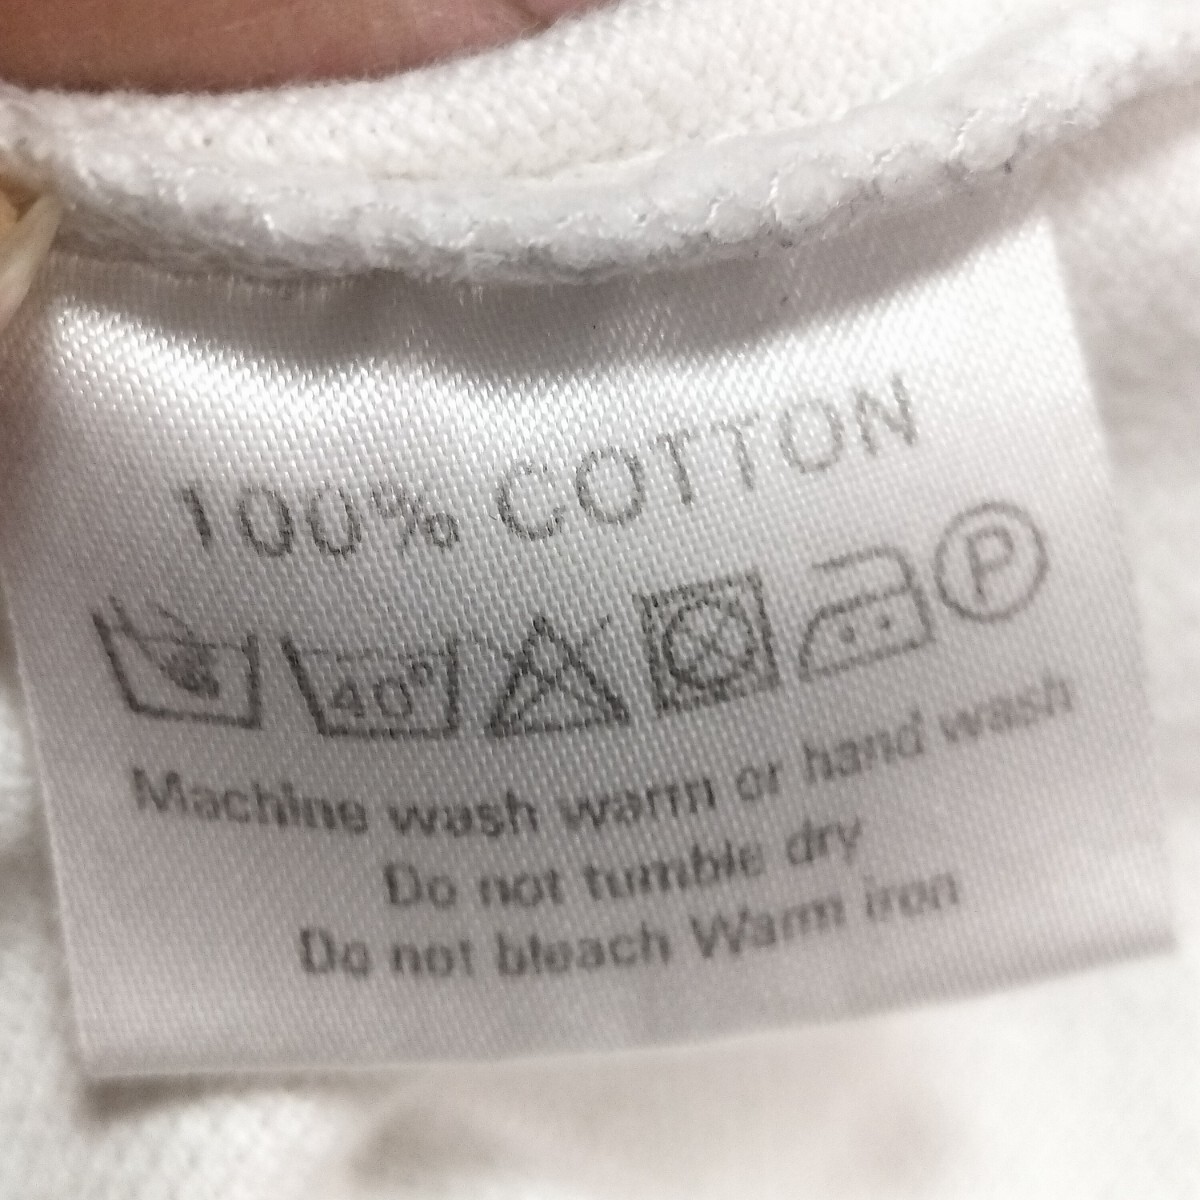 100% COTTON
40° P
Machine wash warm or hand wash
Do not tumble dry
Do not bleach Warm iron